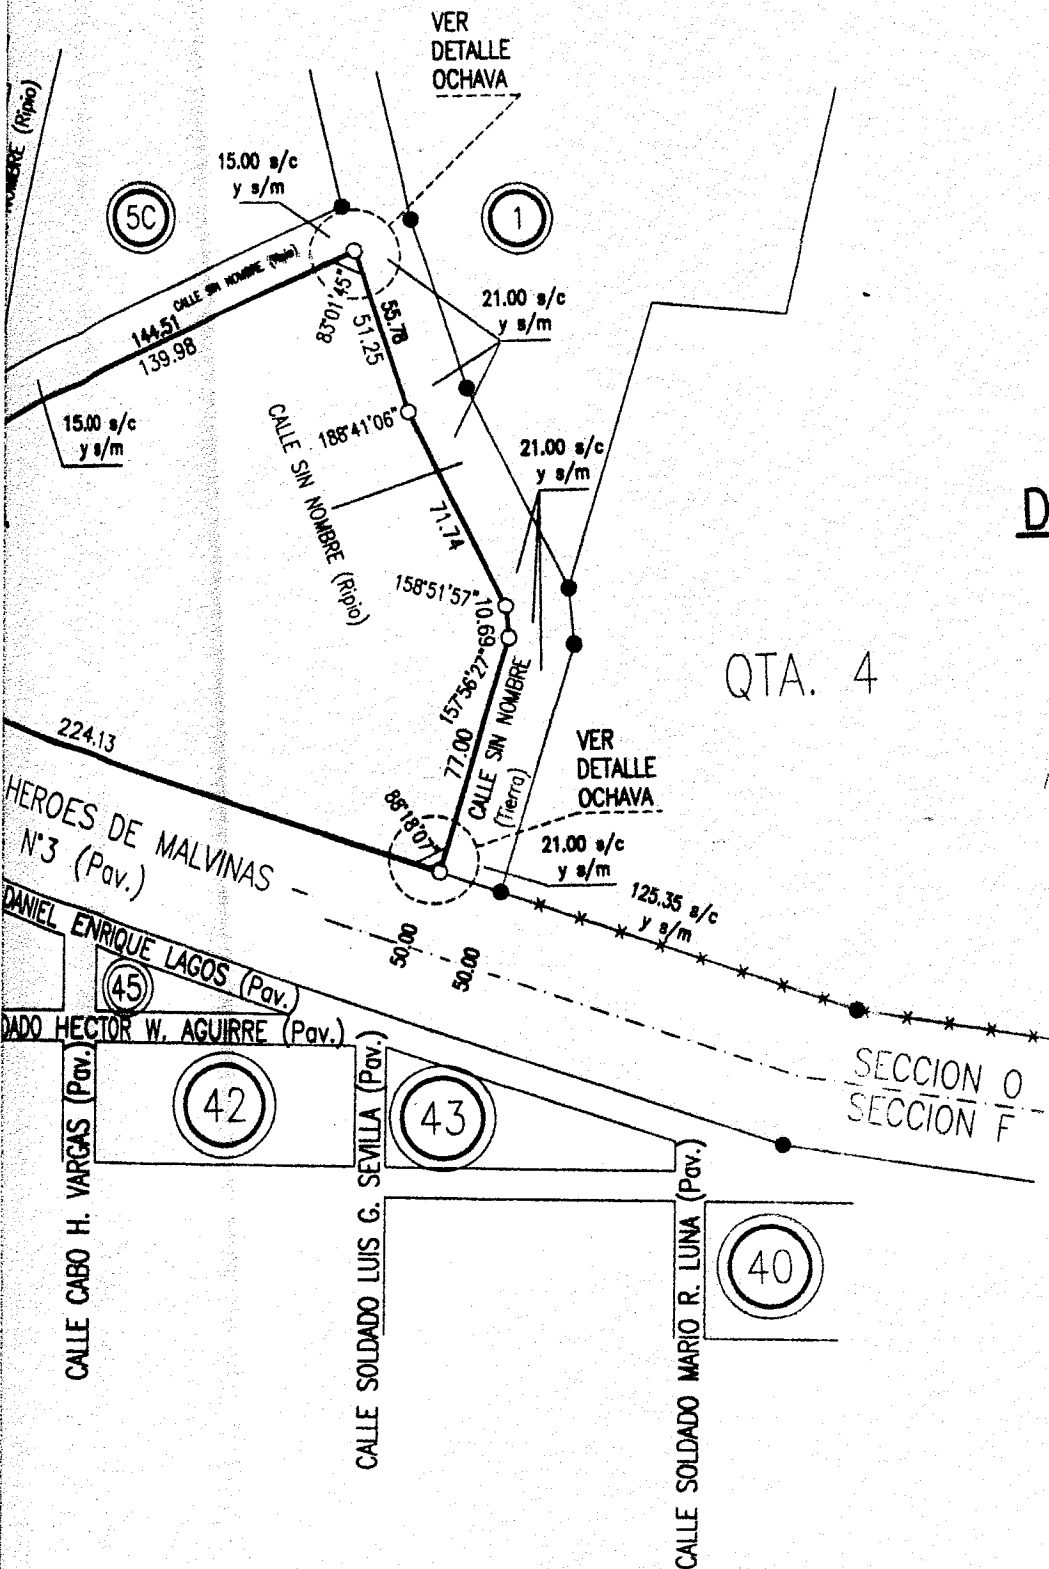 VER
DETALLE
OCHAVA
NOMBRE (Ripio)
15.00 s/c
y s/m
5C
1
CALLE SIN NOMBRE (Ripio)
144.51
139.98
83°01'45"
55.78
51.25
21.00 s/c
y s/m
15.00 s/c
y s/m
188°41'06"
CALLE SIN NOMBRE (Ripio)
71.74
21.00 s/c
y s/m
D
158°51'57"
10.69
157°56'27"
QTA. 4
77.00
CALLE SIN NOMBRE
(Tierra)
224.13
VER
DETALLE
OCHAVA
88°18'07"
21.00 s/c
y s/m
HEROES DE MALVINAS -
N°3 (Pav.)
125.35 s/c
y s/m
50.00
50.00
DANIEL ENRIQUE LAGOS (Pav.)
45
DADO HECTOR W. AGUIRRE (Pav.)
SECCION O
SECCION F
42
43
40
CALLE CABO H. VARGAS (Pav.)
CALLE SOLDADO LUIS G. SEVILLA (Pav.)
CALLE SOLDADO MARIO R. LUNA (Pav.)